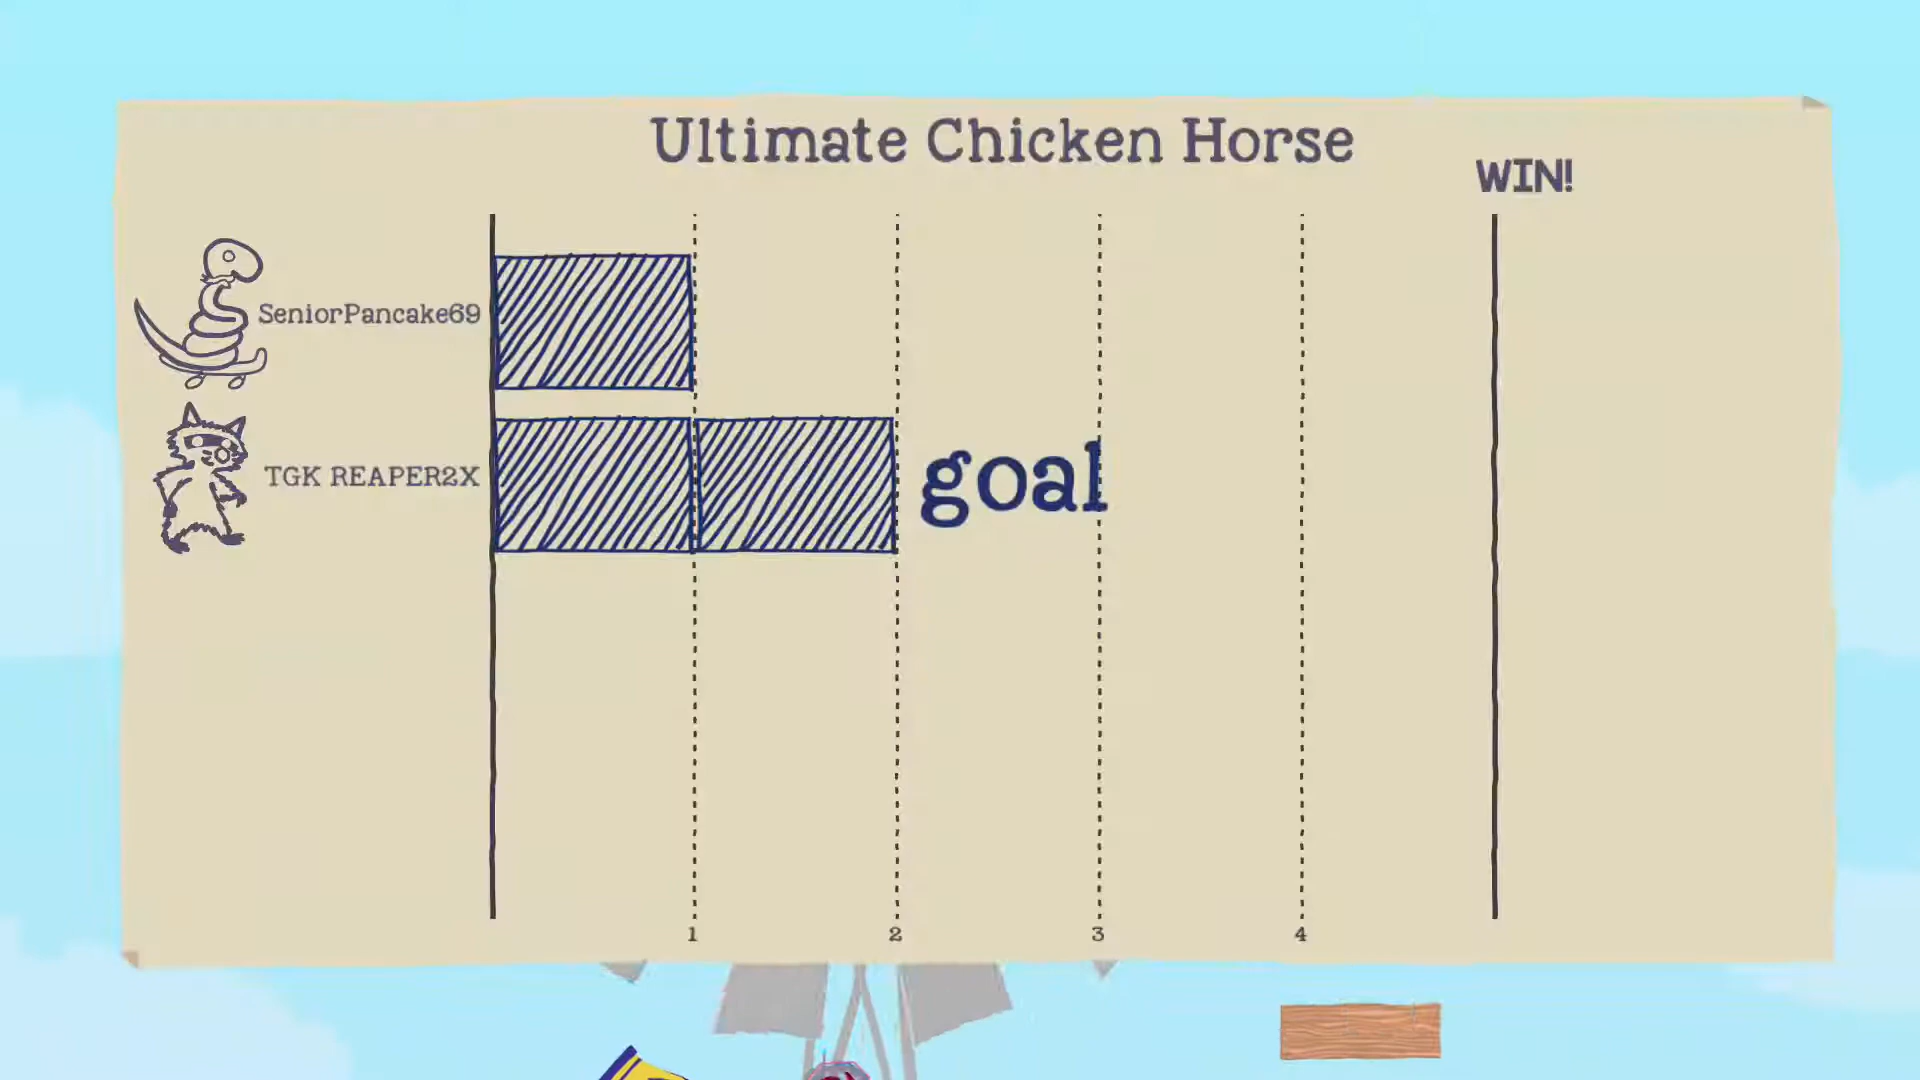 Ultimate Chicken Horse
WIN!
SeniorPancake69
TGK REAPER2X
goal
1 2 3 4